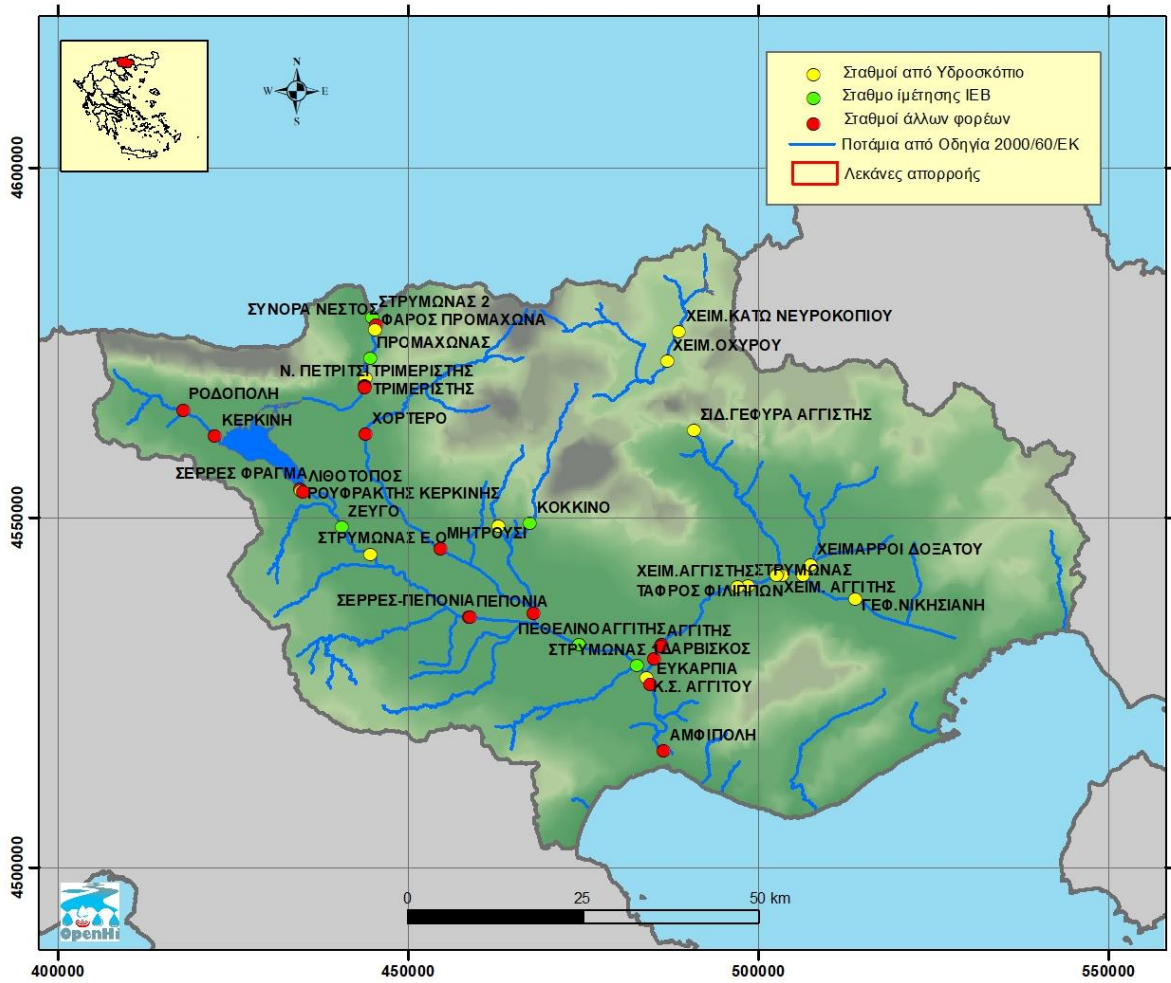 N
W E
S
Σταθμοί από Υδροσκόπιο
Σταθμο ίμέτησης ΙΕΒ
Σταθμοί άλλων φορέων
Ποτάμια από Οδηγία 2000/60/ΕΚ
Λεκάνες απορροής
4600000
4550000
4500000
ΣΤΡΥΜΩΝΑΣ 2
ΣΥΝΟΡΑ ΝΕΣΤΟΣ
ΦΑΡΟΣ ΠΡΟΜΑΧΩΝΑ
ΠΡΟΜΑΧΩΝΑΣ
Ν. ΠΕΤΡΙΤΣΙ ΤΡΙΜΕΡΙΣΤΗΣ
ΤΡΙΜΕΡΙΣΤΗΣ
ΧΕΙΜ.ΚΑΤΩ ΝΕΥΡΟΚΟΠΙΟΥ
ΧΕΙΜ.ΟΧΥΡΟΥ
ΡΟΔΟΠΟΛΗ
ΚΕΡΚΙΝΗ
ΧΟΡΤΕΡΟ
ΣΙΔ.ΓΕΦΥΡΑ ΑΓΓΙΣΤΗΣ
ΣΕΡΡΕΣ ΦΡΑΓΜΑ ΛΙΘΟΤΟΠΟΣ
ΡΟΥΦΡΑΚΤΗΣ ΚΕΡΚΙΝΗΣ
ΖΕΥΓΟ
ΚΟΚΚΙΝΟ
ΣΤΡΥΜΩΝΑΣ Ε.Ο
ΜΗΤΡΟΥΣΙ
ΧΕΙΜΑΡΡΟΙ ΔΟΞΑΤΟΥ
ΧΕΙΜ.ΑΓΓΙΣΤΗΣ ΣΤΡΥΜΩΝΑΣ
ΤΑΦΡΟΣ ΦΙΛΙΠΠΩΝ ΧΕΙΜ. ΑΓΓΙΤΗΣ
ΓΕΦ.ΝΙΚΗΣΙΑΝΗ
ΣΕΡΡΕΣ-ΠΕΠΟΝΙΑ ΠΕΠΟΝΙΑ
ΠΕΘΕΛΙΝΟ ΑΓΓΙΤΗΣ ΑΓΓΙΤΗΣ
ΣΤΡΥΜΩΝΑΣ 1 ΔΑΡΒΙΣΚΟΣ
ΕΥΚΑΡΠΙΑ
Κ.Σ. ΑΓΓΙΤΟΥ
ΑΜΦΙΠΟΛΗ
0 25 50 km
OpenHi
400000 450000 500000 550000